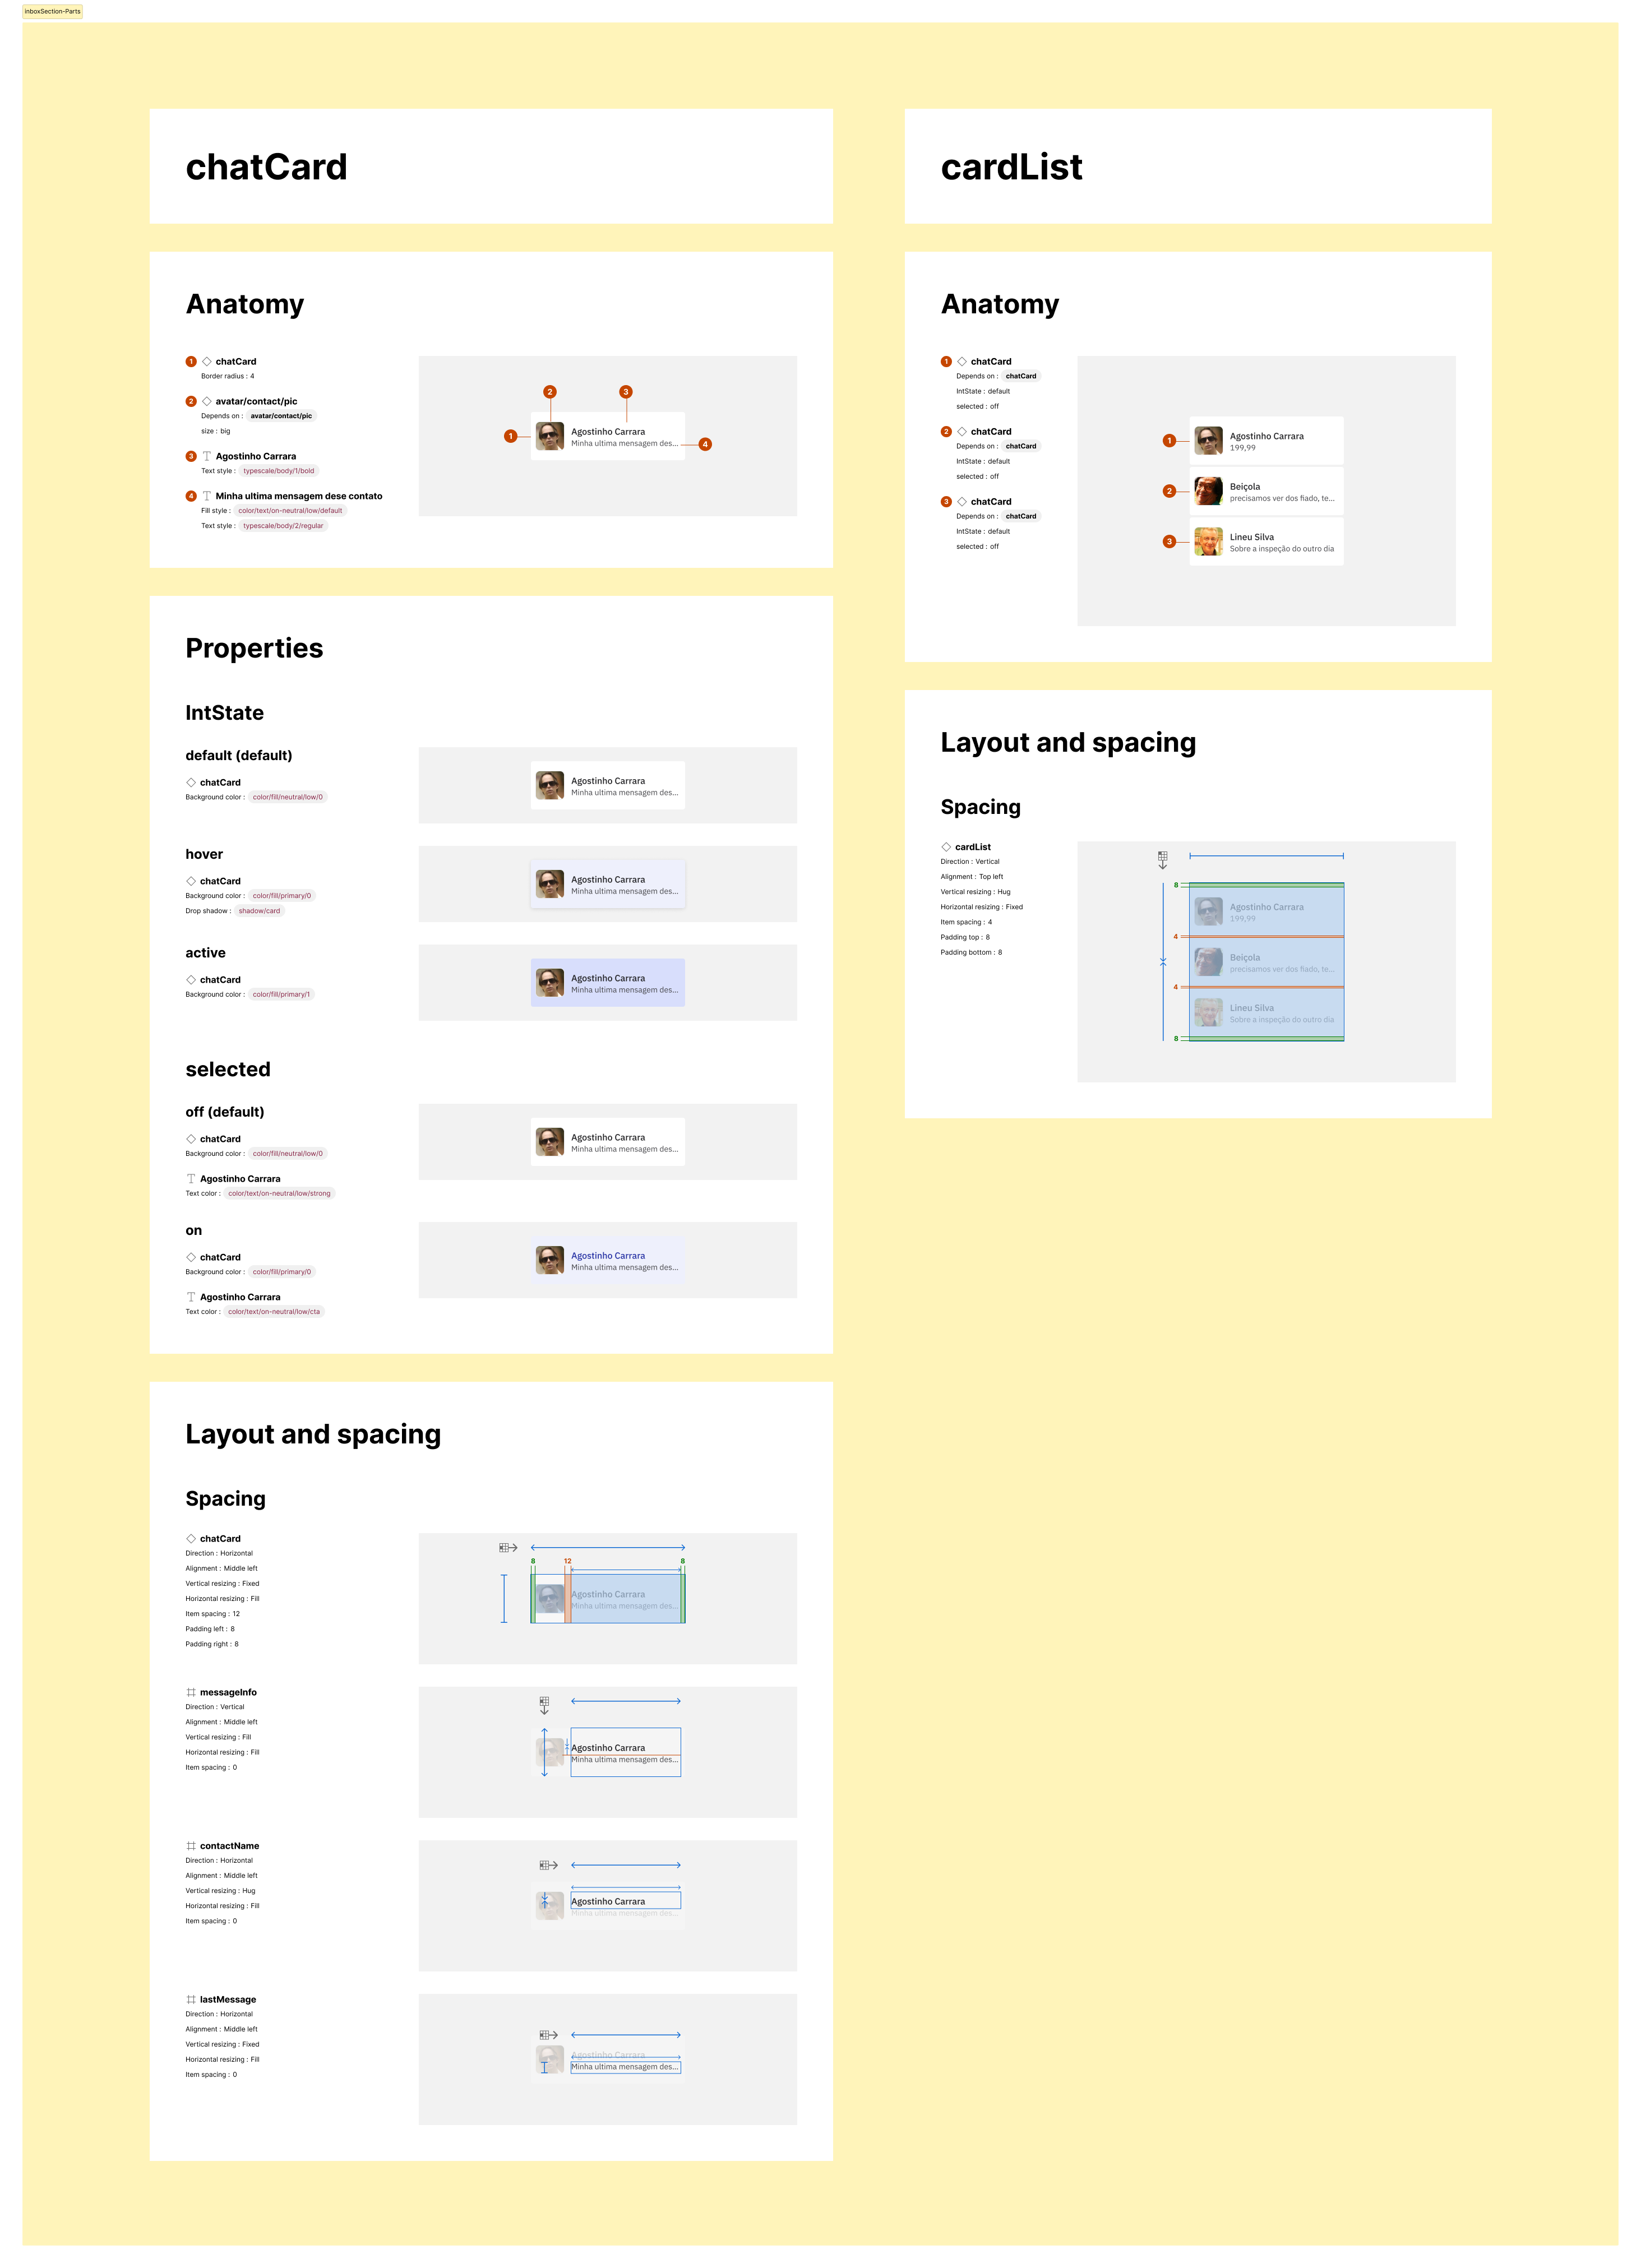 inboxSection-Parts
chatCard
Anatomy
1 chatCard
Border radius : 4
2 avatar/contact/pic
Depends on : avatar/contact/pic
size : big
3 Agostinho Carrara
Text style : typescale/body/1/bold
4 Minha ultima mensagem dese contato
Fill style : color/text/on-neutral/low/default
Text style : typescale/body/2/regular
2
3
1
4
Agostinho Carrara
Minha ultima mensagem des...
Properties
IntState
default (default)
chatCard
Background color : color/fill/neutral/low/0
Agostinho Carrara
Minha ultima mensagem des...
hover
chatCard
Background color : color/fill/primary/0
Drop shadow : shadow/card
Agostinho Carrara
Minha ultima mensagem des...
active
chatCard
Background color : color/fill/primary/1
Agostinho Carrara
Minha ultima mensagem des...
selected
off (default)
chatCard
Background color : color/fill/neutral/low/0
Agostinho Carrara
Text color : color/text/on-neutral/low/strong
Agostinho Carrara
Minha ultima mensagem des...
on
chatCard
Background color : color/fill/primary/0
Agostinho Carrara
Text color : color/text/on-neutral/low/cta
Agostinho Carrara
Minha ultima mensagem des...
Layout and spacing
Spacing
chatCard
Direction : Horizontal
Alignment : Middle left
Vertical resizing : Fixed
Horizontal resizing : Fill
Item spacing : 12
Padding left : 8
Padding right : 8
8 12 8
Agostinho Carrara
Minha ultima mensagem des...
messageInfo
Direction : Vertical
Alignment : Middle left
Vertical resizing : Fill
Horizontal resizing : Fill
Item spacing : 0
Agostinho Carrara
Minha ultima mensagem des...
contactName
Direction : Horizontal
Alignment : Middle left
Vertical resizing : Hug
Horizontal resizing : Fill
Item spacing : 0
Agostinho Carrara
Minha ultima mensagem des...
lastMessage
Direction : Horizontal
Alignment : Middle left
Vertical resizing : Fixed
Horizontal resizing : Fill
Item spacing : 0
Agostinho Carrara
Minha ultima mensagem des...
cardList
Anatomy
1 chatCard
Depends on : chatCard
IntState : default
selected : off
2 chatCard
Depends on : chatCard
IntState : default
selected : off
3 chatCard
Depends on : chatCard
IntState : default
selected : off
1
Agostinho Carrara
199,99
2
Beiçola
precisamos ver dos fiado, te...
3
Lineu Silva
Sobre a inspeção do outro dia
Layout and spacing
Spacing
cardList
Direction : Vertical
Alignment : Top left
Vertical resizing : Hug
Horizontal resizing : Fixed
Item spacing : 4
Padding top : 8
Padding bottom : 8
8
Agostinho Carrara
199,99
4
Beiçola
precisamos ver dos fiado, te...
4
Lineu Silva
Sobre a inspeção do outro dia
8